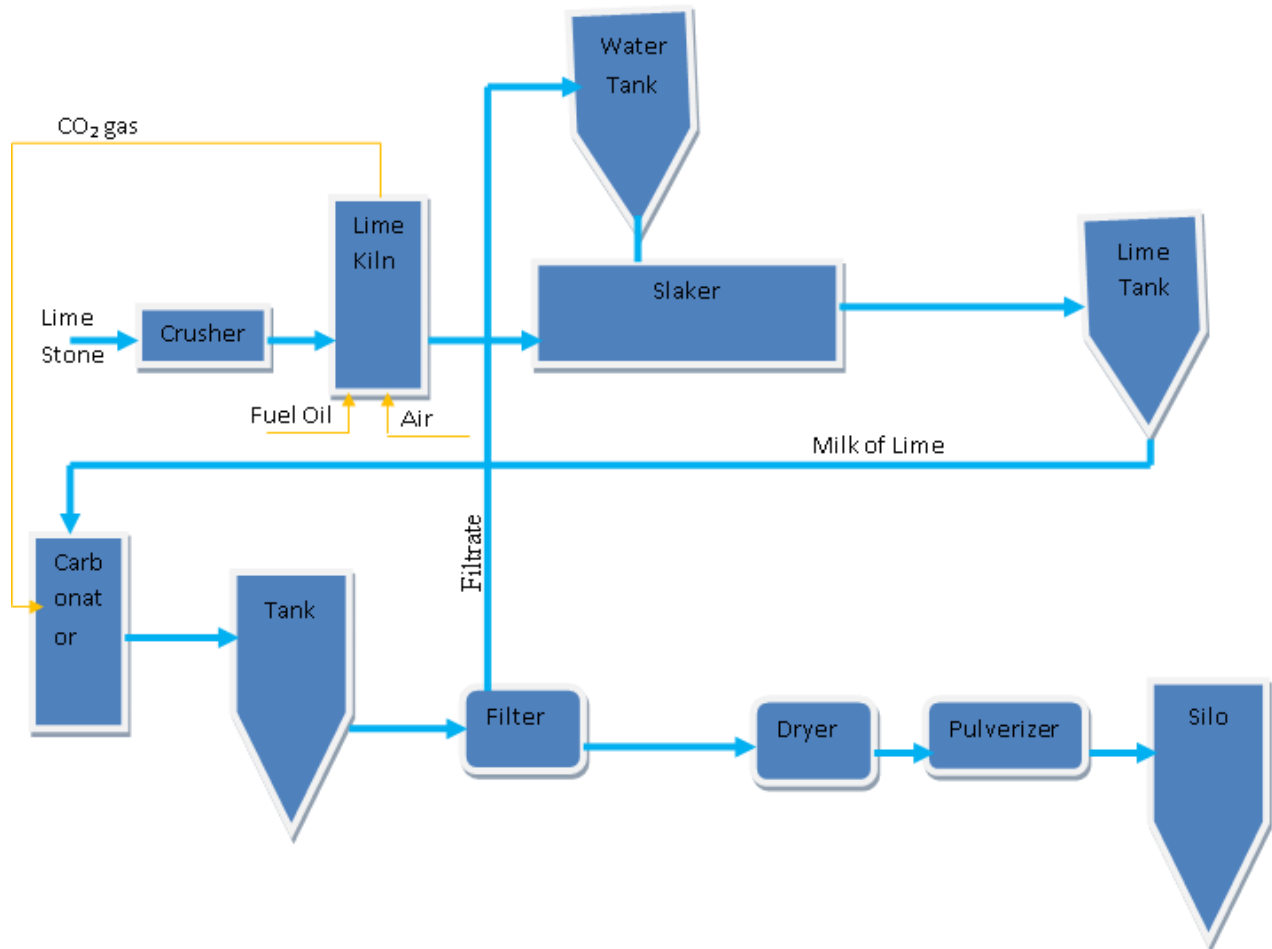 Water
Tank
CO₂ gas
Lime
Kiln
Lime
Tank
Slaker
Lime
Stone
Crusher
Fuel Oil
Air
Milk of Lime
Filtrate
Carb
onat
or
Tank
Filter
Dryer
Pulverizer
Silo